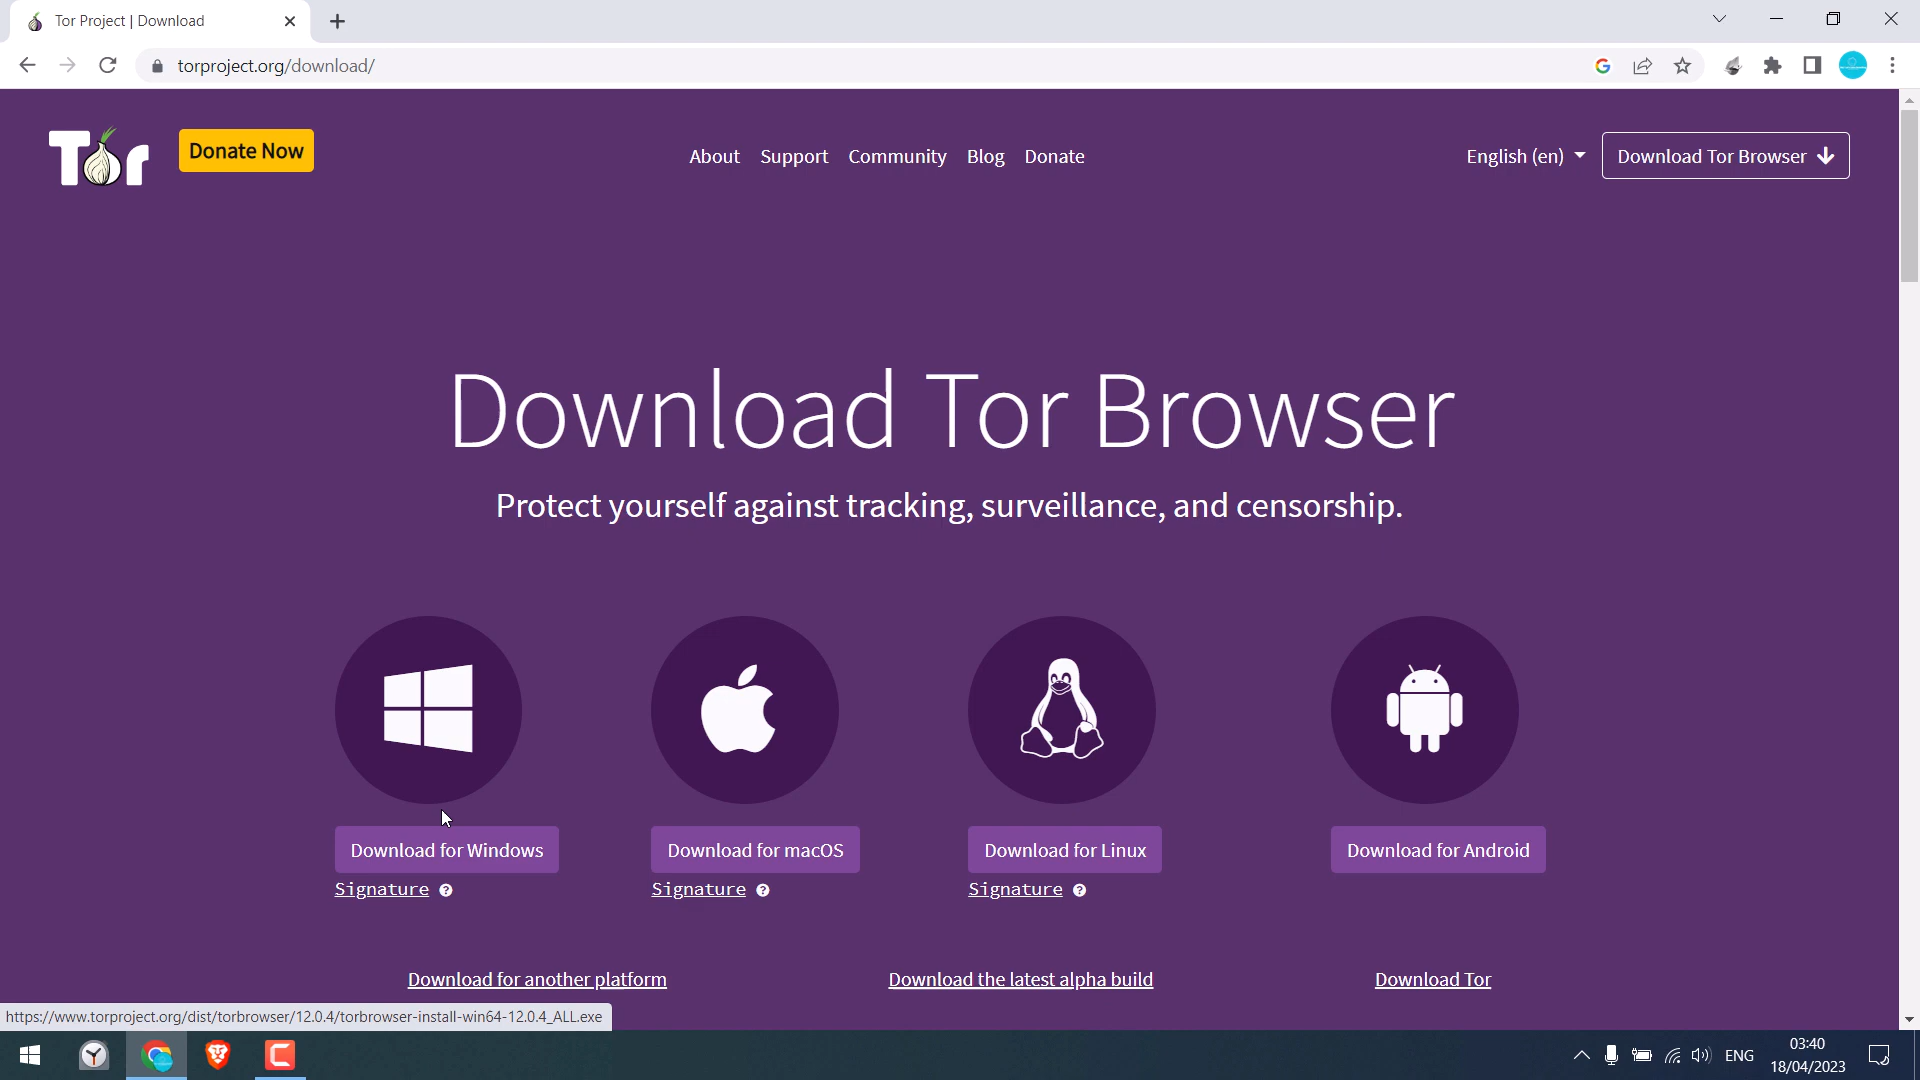 Tor Project | Download
torproject.org/download/
Tor
Donate Now
About Support Community Blog Donate
English (en)
Download Tor Browser
Download Tor Browser
Protect yourself against tracking, surveillance, and censorship.
Download for Windows
Download for macOS
Download for Linux
Download for Android
Signature ?
Signature ?
Signature ?
Download for another platform
Download the latest alpha build
Download Tor
https://www.torproject.org/dist/torbrowser/12.0.4/torbrowser-install-win64-12.0.4_ALL.exe
ENG
03:40
18/04/2023